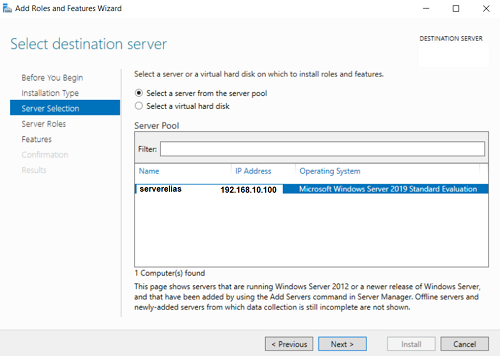 Add Roles and Features Wizard
Select destination server
DESTINATION SERVER
Before You Begin
Installation Type
Server Selection
Server Roles
Features
Confirmation
Results
Select a server or a virtual hard disk on which to install roles and features.
Select a server from the server pool
Select a virtual hard disk
Server Pool
Filter:
Name IP Address Operating System
serverelias 192.168.10.100 Microsoft Windows Server 2019 Standard Evaluation
1 Computer(s) found
This page shows servers that are running Windows Server 2012 or a newer release of Windows Server,
and that have been added by using the Add Servers command in Server Manager. Offline servers and
newly-added servers from which data collection is still incomplete are not shown.
< Previous Next > Install Cancel